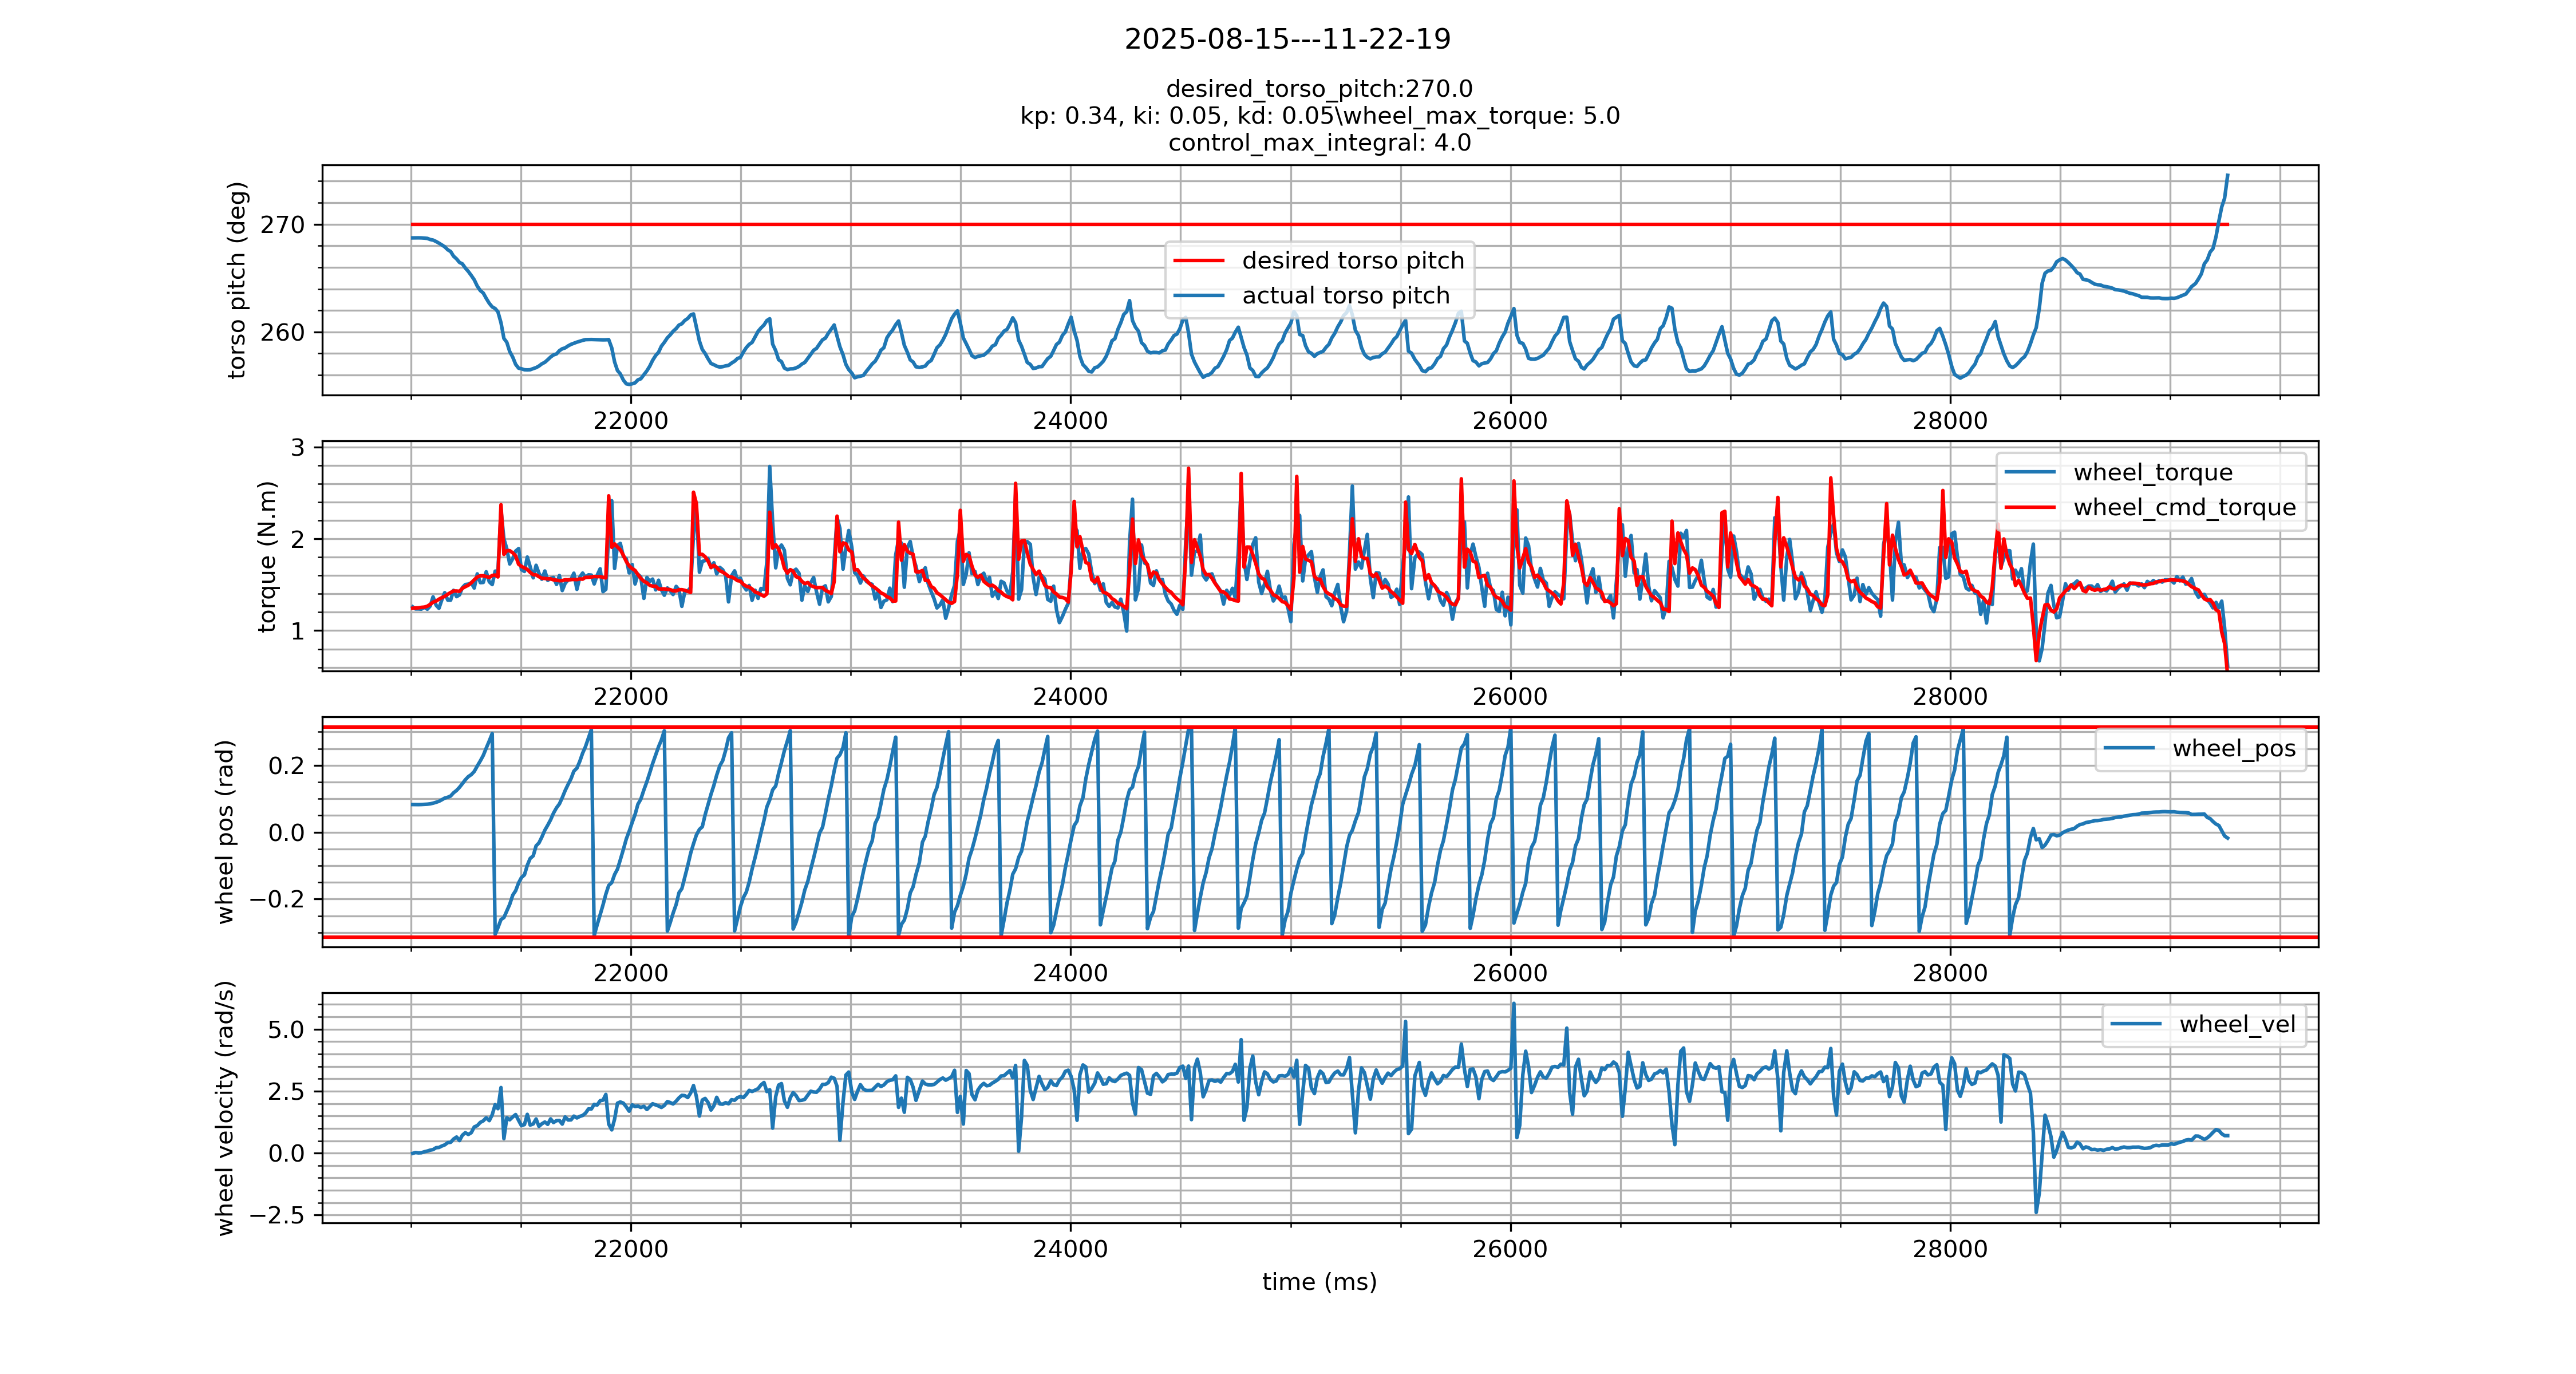 2025-08-15---11-22-19
desired_torso_pitch:270.0
kp: 0.34, ki: 0.05, kd: 0.05\wheel_max_torque: 5.0
control_max_integral: 4.0
torso pitch (deg)
270
260
desired torso pitch
actual torso pitch
22000 24000 26000 28000
torque (N.m)
3
2
1
wheel_torque
wheel_cmd_torque
22000 24000 26000 28000
wheel pos (rad)
0.2
0.0
−0.2
wheel_pos
22000 24000 26000 28000
wheel velocity (rad/s)
5.0
2.5
0.0
−2.5
wheel_vel
22000 24000 26000 28000
time (ms)